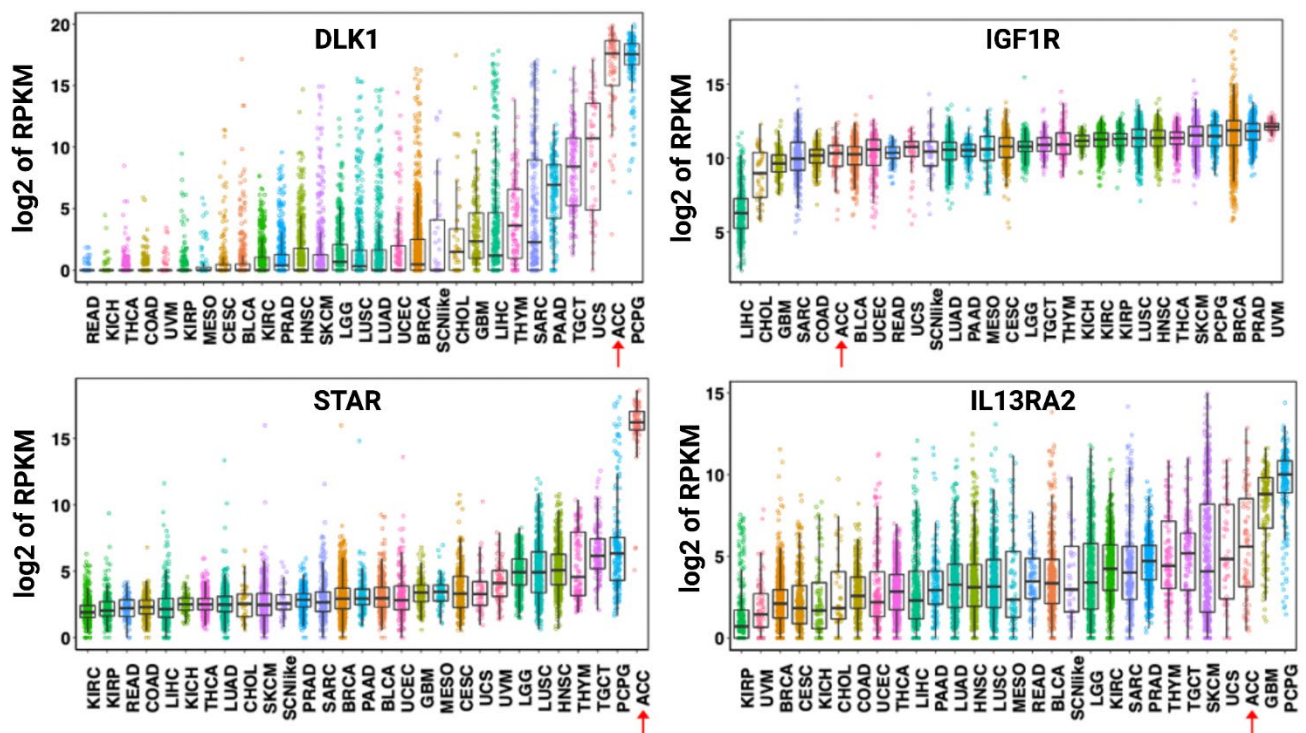 DLK1
log2 of RPKM
20
15
10
5
0
READ
KICH
THCA
COAD
UVM
KIRP
MESO
CESC
BLCA
KIRC
PRAD
HNSC
SKCM
LGG
LUSC
LUAD
UCEC
BRCA
SCNlike
CHOL
GBM
LIHC
THYM
SARC
PAAD
TGCT
UCS
ACC
PCPG
IGF1R
log2 of RPKM
15
10
5
LIHC
CHOL
GBM
SARC
COAD
ACC
BLCA
UCEC
READ
UCS
SCNlike
LUAD
PAAD
MESO
CESC
LGG
TGCT
THYM
KICH
KIRC
KIRP
LUSC
HNSC
THCA
SKCM
PCPG
BRCA
PRAD
UVM
STAR
log2 of RPKM
15
10
5
0
KIRC
KIRP
READ
COAD
LIHC
KICH
THCA
LUAD
CHOL
SKCM
SCNlike
PRAD
SARC
BRCA
PAAD
BLCA
UCEC
GBM
MESO
CESC
UCS
UVM
LGG
LUSC
HNSC
THYM
TGCT
PCPG
ACC
IL13RA2
log2 of RPKM
15
10
5
0
KIRP
UVM
BRCA
CESC
KICH
CHOL
COAD
UCEC
THCA
LIHC
PAAD
LUAD
HNSC
LUSC
MESO
READ
BLCA
SCNlike
LGG
KIRC
SARC
PRAD
THYM
TGCT
SKCM
UCS
ACC
GBM
PCPG